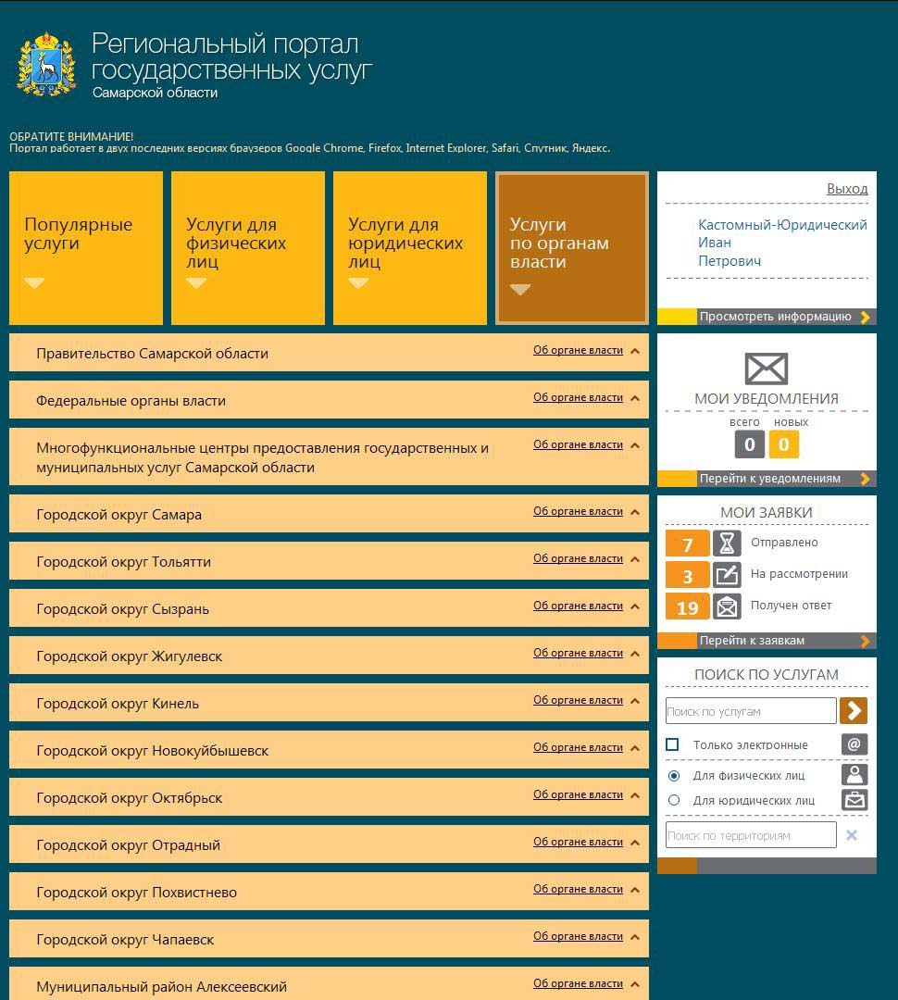 Региональный портал
государственных услуг
Самарской области
ОБРАТИТЕ ВНИМАНИЕ!
Портал работает в двух последних версиях браузеров Google Chrome, Firefox, Internet Explorer, Safari, Спутник, Яндекс.
Популярные
услуги
Услуги для
физических
лиц
Услуги для
юридических
лиц
Услуги
по органам
власти
Правительство Самарской области
Об органе власти
Федеральные органы власти
Об органе власти
Многофункциональные центры предоставления государственных и
муниципальных услуг Самарской области
Об органе власти
Городской округ Самара
Об органе власти
Городской округ Тольятти
Об органе власти
Городской округ Сызрань
Об органе власти
Городской округ Жигулевск
Об органе власти
Городской округ Кинель
Об органе власти
Городской округ Новокуйбышевск
Об органе власти
Городской округ Октябрьск
Об органе власти
Городской округ Отрадный
Об органе власти
Городской округ Похвистнево
Об органе власти
Городской округ Чапаевск
Об органе власти
Муниципальный район Алексеевский
Об органе власти
Выход
Кастомный-Юридический
Иван
Петрович
Просмотреть информацию
МОИ УВЕДОМЛЕНИЯ
всего новых
0 0
Перейти к уведомлениям
МОИ ЗАЯВКИ
7 Отправлено
3 На рассмотрении
19 Получен ответ
Перейти к заявкам
ПОИСК ПО УСЛУГАМ
Поиск по услугам
Только электронные @
Для физических лиц
Для юридических лиц
Поиск по территориям